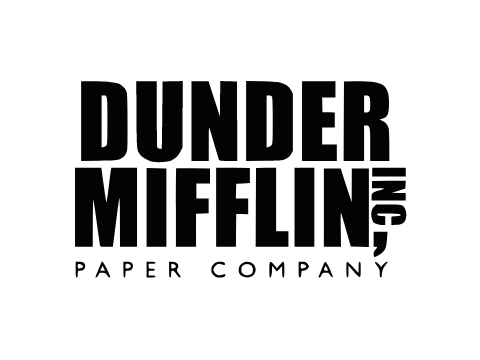 DUNDER
MIFFLIN INC,
PAPER COMPANY